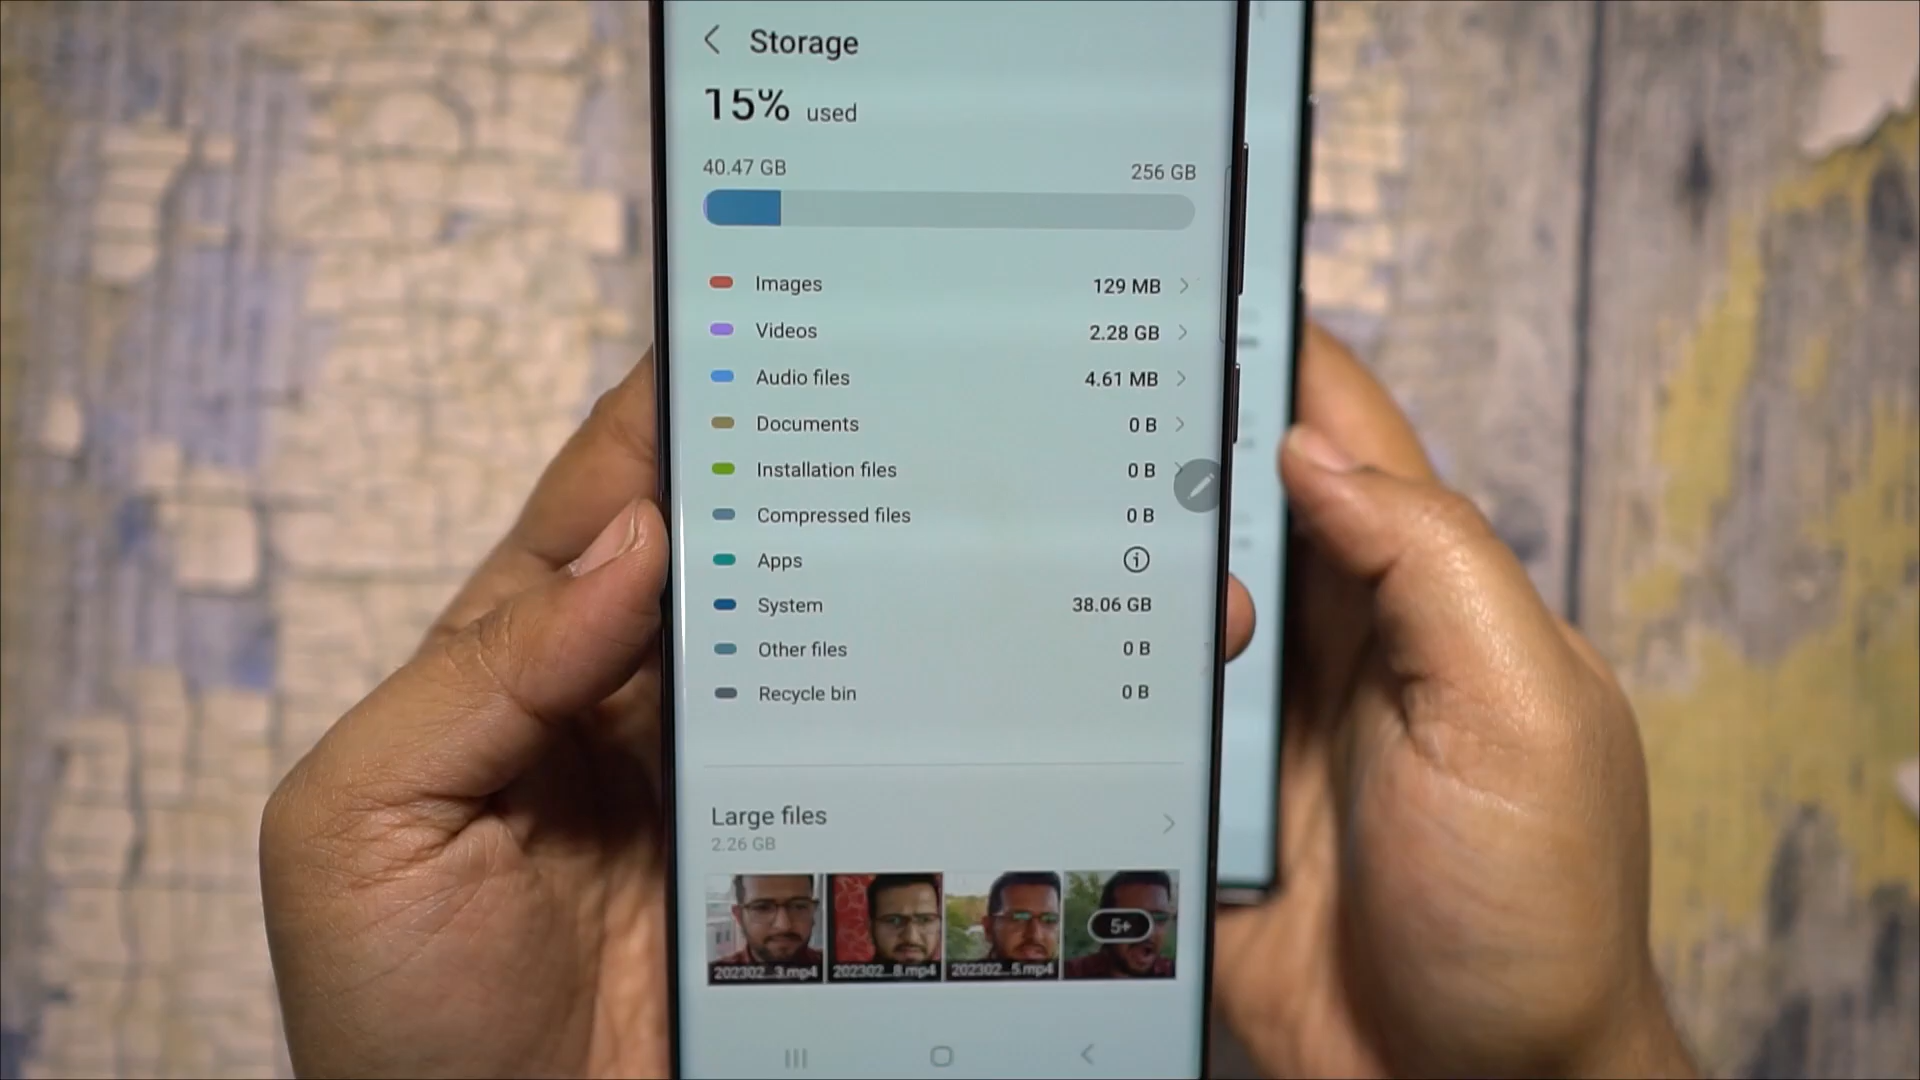 Storage
15% used
40.47 GB 256 GB
Images 129 MB
Videos 2.28 GB
Audio files 4.61 MB
Documents 0 B
Installation files 0 B
Compressed files 0 B
Apps
System 38.06 GB
Other files 0 B
Recycle bin 0 B
Large files
2.26 GB
5+
202302...3.mp4 202302...8.mp4 202302...5.mp4